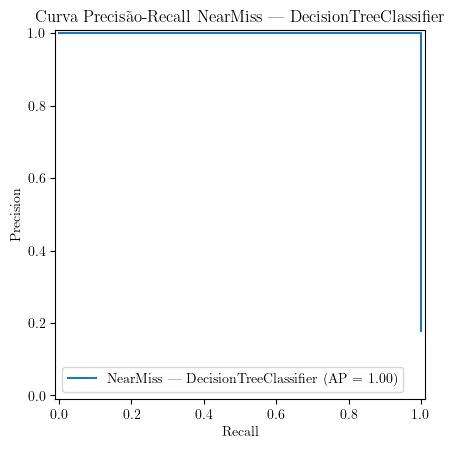 Curva Precisão-Recall NearMiss — DecisionTreeClassifier
1.0
0.8
0.6
0.4
0.2
0.0
Precision
NearMiss — DecisionTreeClassifier (AP = 1.00)
0.0 0.2 0.4 0.6 0.8 1.0
Recall